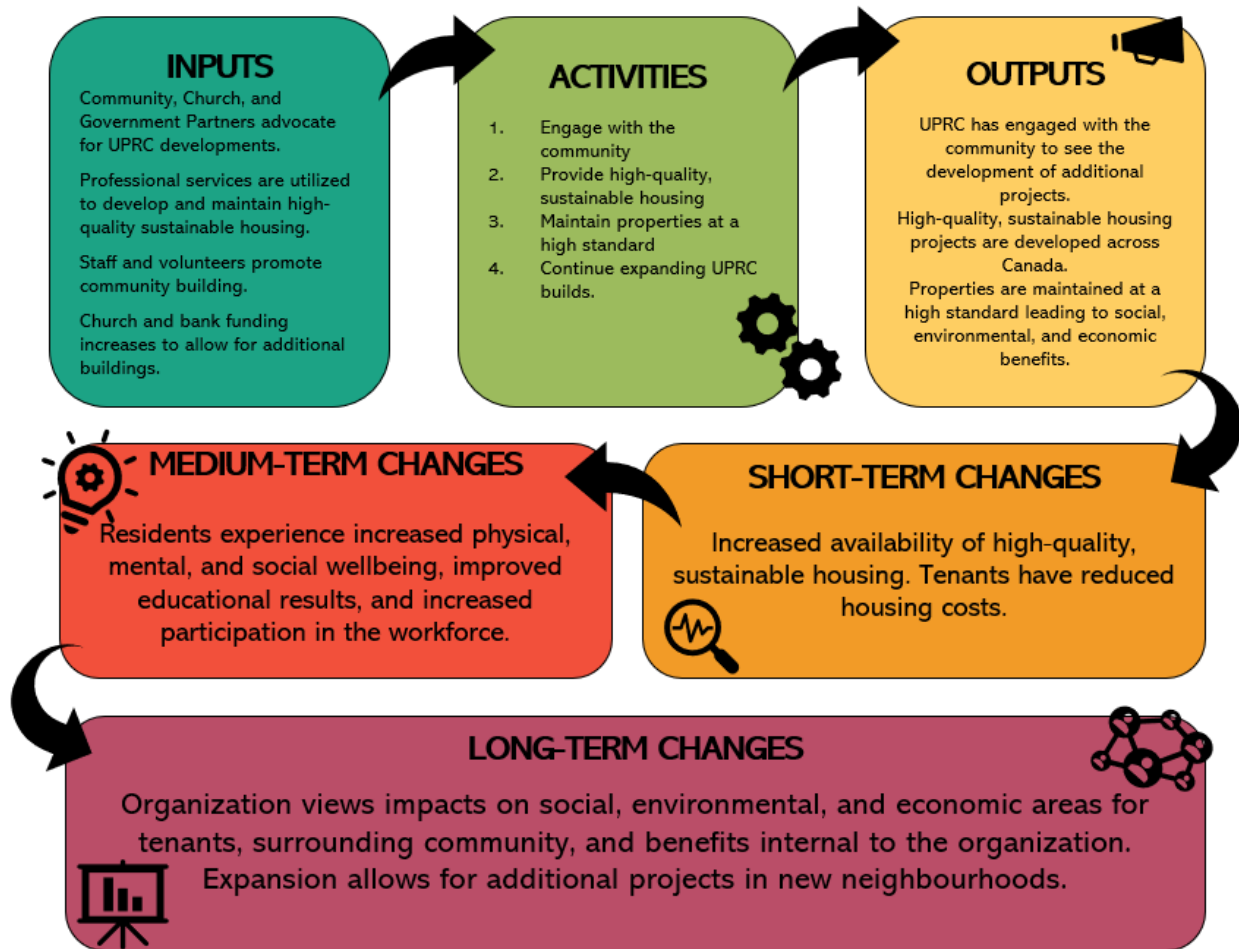 INPUTS
Community, Church, and
Government Partners advocate
for UPRC developments.
Professional services are utilized
to develop and maintain high-
quality sustainable housing.
Staff and volunteers promote
community building.
Church and bank funding
increases to allow for additional
buildings.
ACTIVITIES
1. Engage with the
community
2. Provide high-quality,
sustainable housing
3. Maintain properties at a
high standard
4. Continue expanding UPRC
builds.
OUTPUTS
UPRC has engaged with the
community to see the
development of additional
projects.
High-quality, sustainable housing
projects are developed across
Canada.
Properties are maintained at a
high standard leading to social,
environmental, and economic
benefits.
SHORT-TERM CHANGES
Increased availability of high-quality,
sustainable housing. Tenants have reduced
housing costs.
MEDIUM-TERM CHANGES
Residents experience increased physical,
mental, and social wellbeing, improved
educational results, and increased
participation in the workforce.
LONG-TERM CHANGES
Organization views impacts on social, environmental, and economic areas for
tenants, surrounding community, and benefits internal to the organization.
Expansion allows for additional projects in new neighbourhoods.